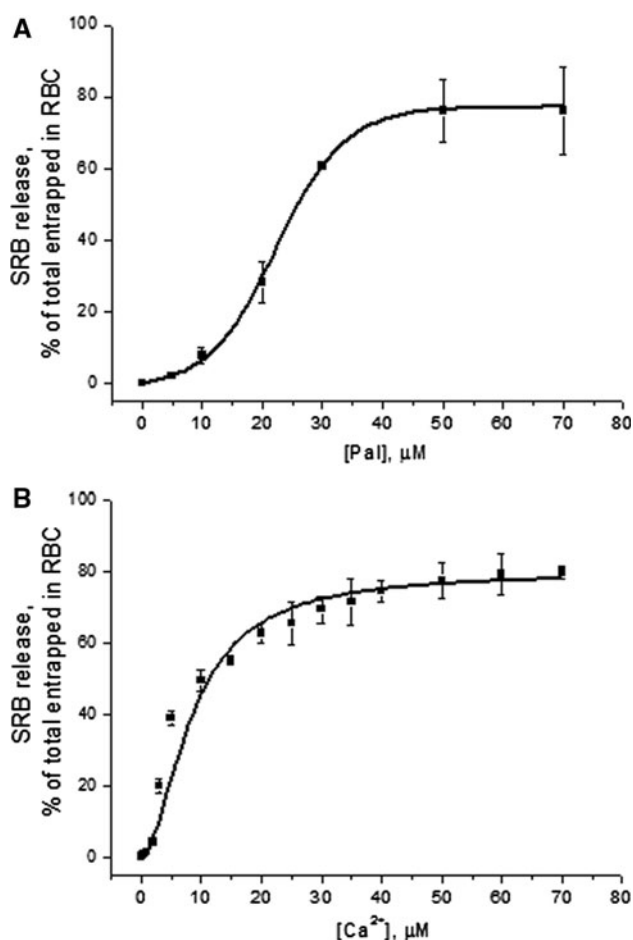 A
SRB release,
% of total entrapped in RBC
100
80
60
40
20
0
0 10 20 30 40 50 60 70 80
[Pal], μM
B
SRB release,
% of total entrapped in RBC
100
80
60
40
20
0
0 10 20 30 40 50 60 70 80
[Ca²⁺], μM